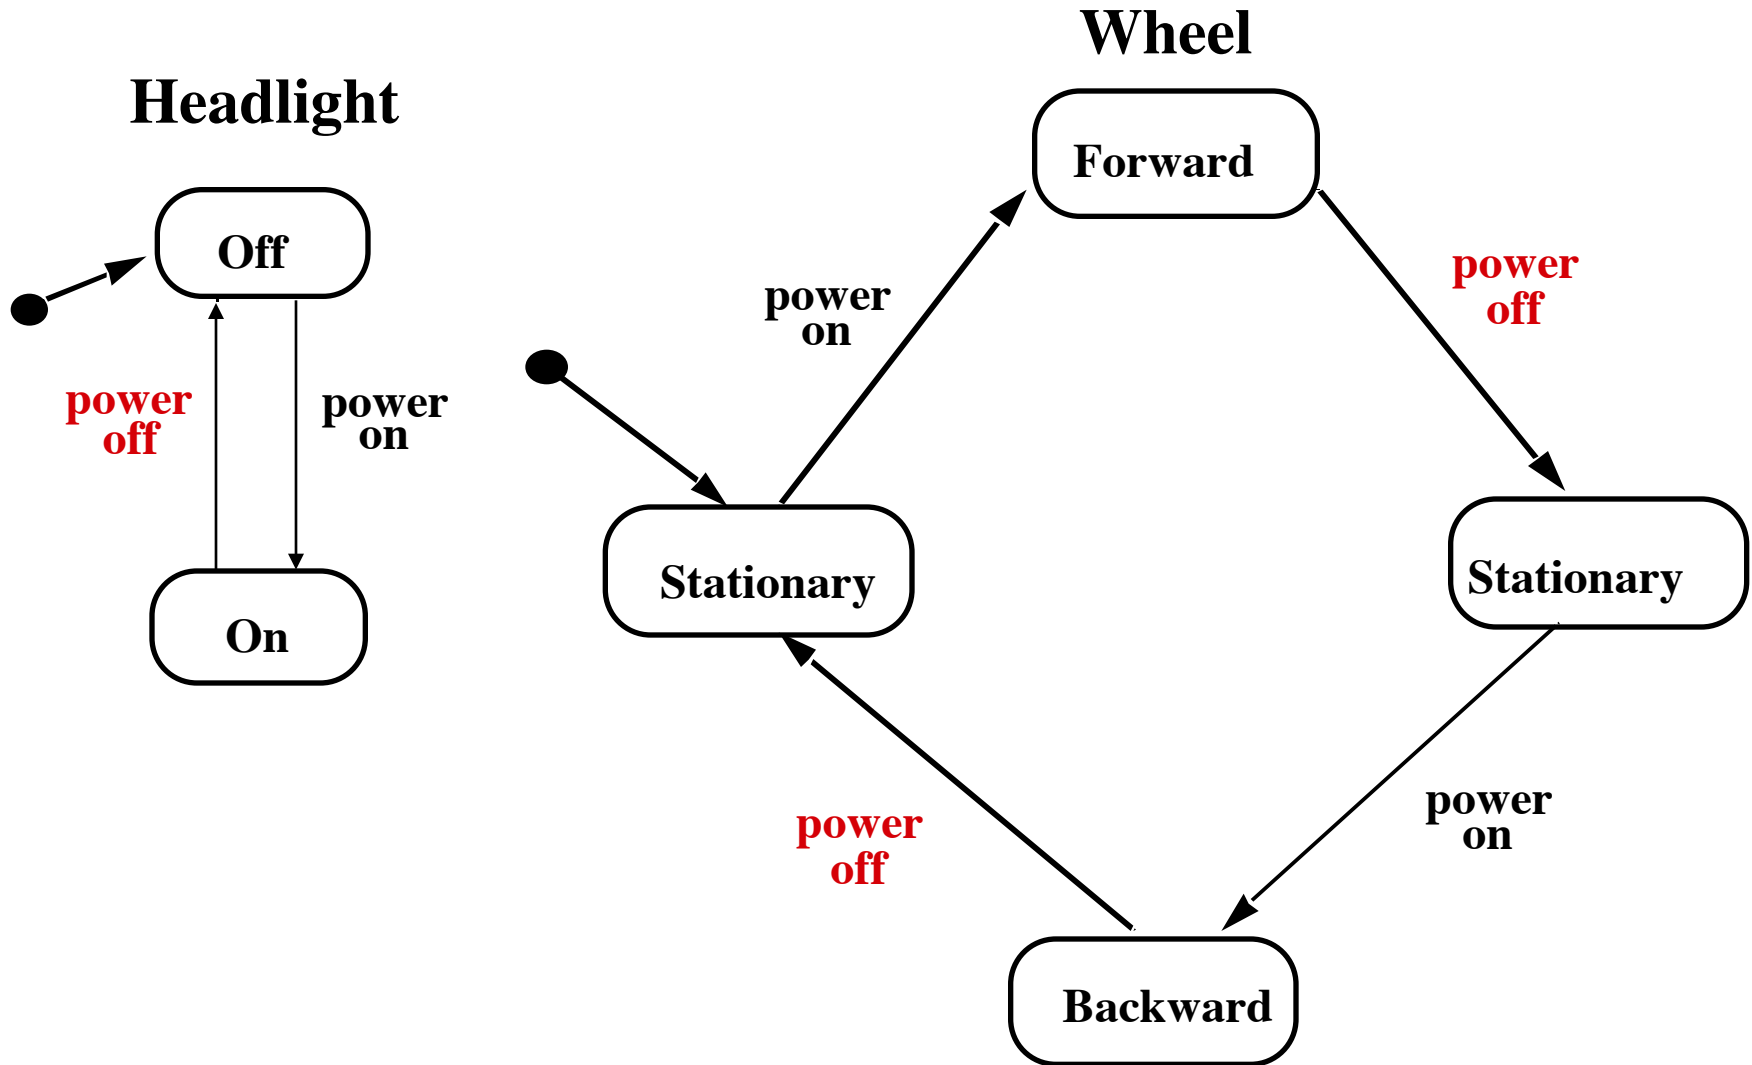 Headlight
Off
power
off
power
on
On
Wheel
Forward
power
on
power
off
Stationary
Stationary
power
off
power
on
Backward